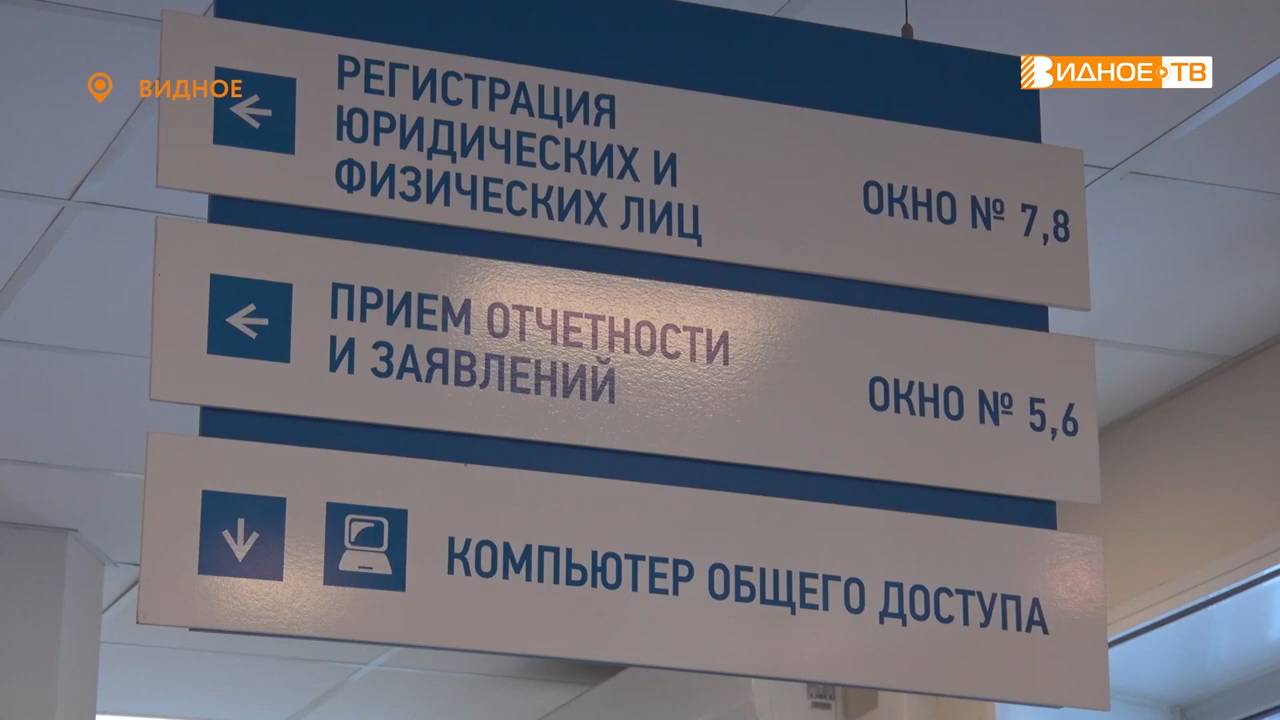 ВИДНОЕ
ВИДНОЕ ТВ
РЕГИСТРАЦИЯ
ЮРИДИЧЕСКИХ И
ФИЗИЧЕСКИХ ЛИЦ
ОКНО № 7,8
ПРИЕМ ОТЧЕТНОСТИ
И ЗАЯВЛЕНИЙ
ОКНО № 5,6
КОМПЬЮТЕР ОБЩЕГО ДОСТУПА